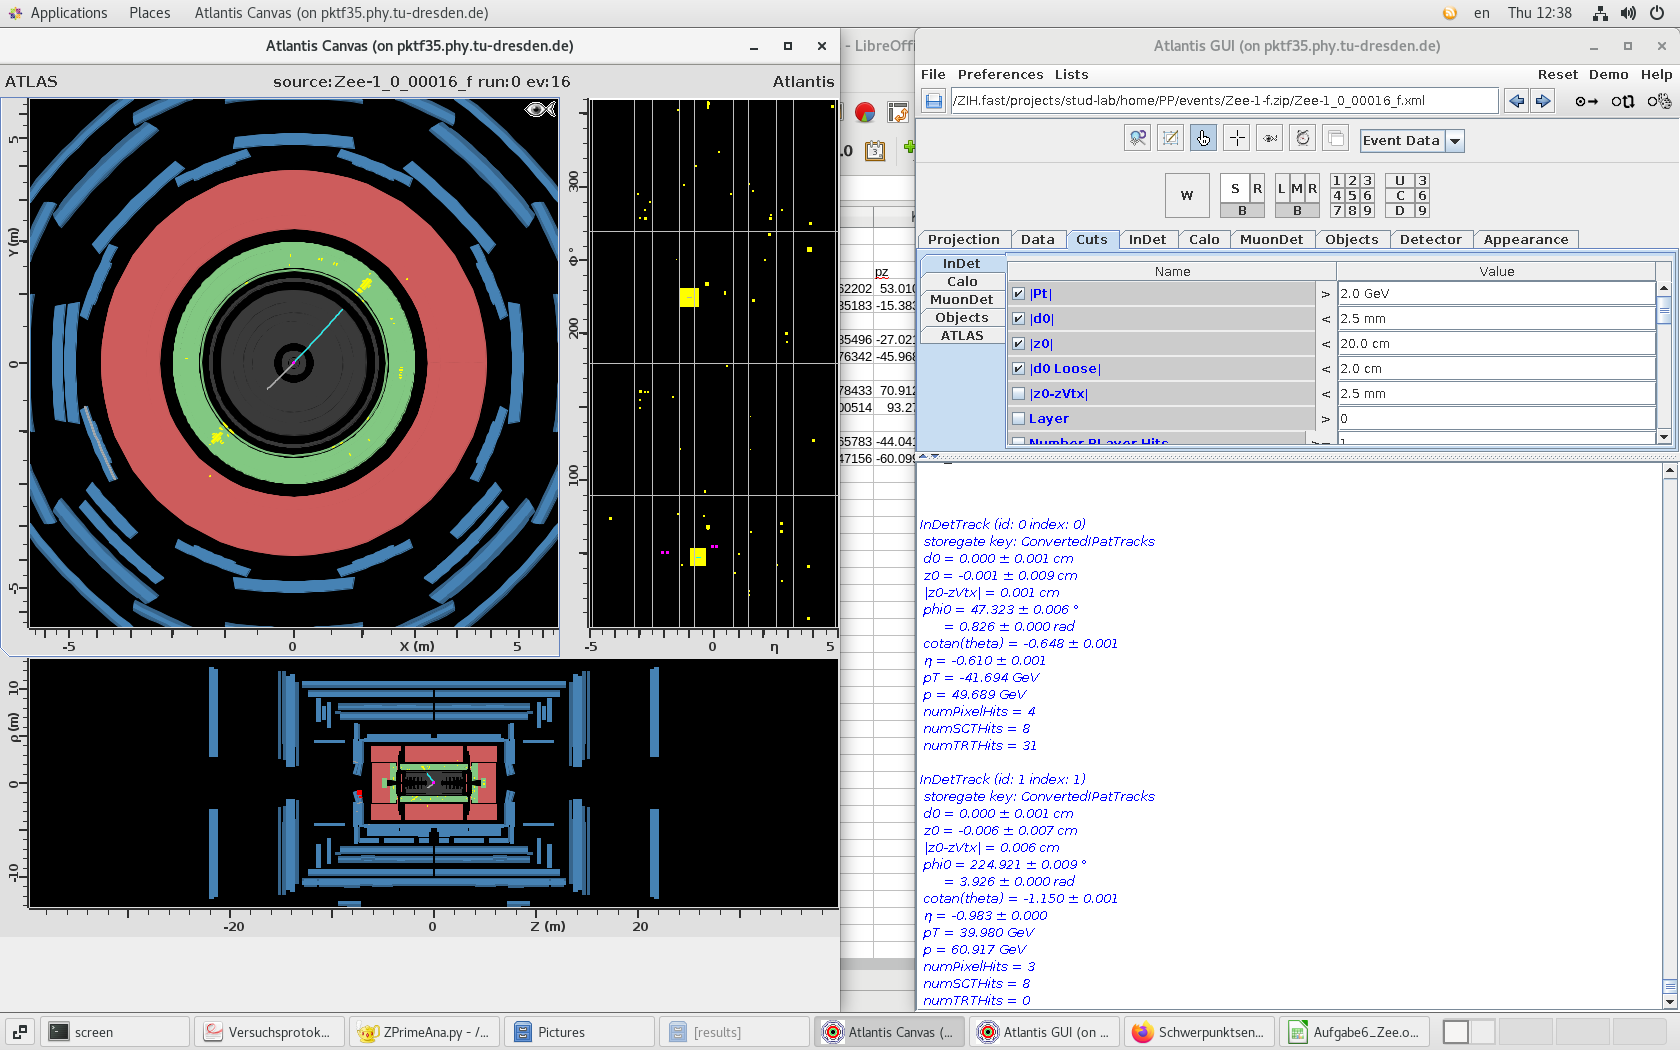 Applications Places Atlantis Canvas (on pktf35.phy.tu-dresden.de) en Thu 12:38
Atlantis Canvas (on pktf35.phy.tu-dresden.de)
ATLAS source:Zee-1_0_00016_f run:0 ev:16 Atlantis
5
Y (m)
0
-5
-5 0 X (m) 5
300
Φ°
200
100
-5 0 η 5
10
ρ (m)
0
-10
-20 0 Z (m) 20
- LibreOffi
.0
pz
62202 53.010
35183 -15.383
35496 -27.021
76342 -45.968
78433 70.912
00514 93.27
65783 -44.041
47156 -60.099
Atlantis GUI (on pktf35.phy.tu-dresden.de)
File Preferences Lists Reset Demo Help
/ZIH.fast/projects/stud-lab/home/PP/events/Zee-1-f.zip/Zee-1_0_00016_f.xml
Event Data
W
S R
B
L M R
B
1 2 3
4 5 6
7 8 9
U 3
C 6
D 9
Projection Data Cuts InDet Calo MuonDet Objects Detector Appearance
InDet
Calo
MuonDet
Objects
ATLAS
Name Value
|Pt| > 2.0 GeV
|d0| < 2.5 mm
|z0| < 20.0 cm
|d0 Loose| < 2.0 cm
|z0-zVtx| < 2.5 mm
Layer > 0
Number BLayer Hits >= 1
InDetTrack (id: 0 index: 0)
storegate key: ConvertedIPatTracks
d0 = 0.000 ± 0.001 cm
z0 = -0.001 ± 0.009 cm
|z0-zVtx| = 0.001 cm
phi0 = 47.323 ± 0.006 °
= 0.826 ± 0.000 rad
cotan(theta) = -0.648 ± 0.001
η = -0.610 ± 0.001
pT = -41.694 GeV
p = 49.689 GeV
numPixelHits = 4
numSCTHits = 8
numTRTHits = 31
InDetTrack (id: 1 index: 1)
storegate key: ConvertedIPatTracks
d0 = 0.000 ± 0.001 cm
z0 = -0.006 ± 0.007 cm
|z0-zVtx| = 0.006 cm
phi0 = 224.921 ± 0.009 °
= 3.926 ± 0.000 rad
cotan(theta) = -1.150 ± 0.001
η = -0.983 ± 0.000
pT = 39.980 GeV
p = 60.917 GeV
numPixelHits = 3
numSCTHits = 8
numTRTHits = 0
screen Versuchsprotok... ZPrimeAna.py - /... Pictures [results] Atlantis Canvas (... Atlantis GUI (on ... Schwerpunktsen... Aufgabe6_Zee.o...